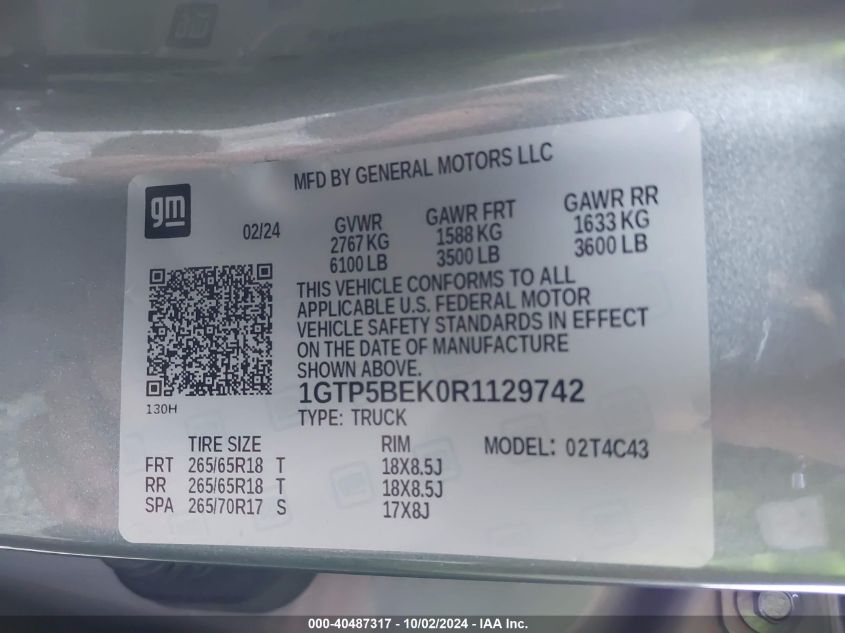 MFD BY GENERAL MOTORS LLC
gm
02/24
GVWR GAWR FRT GAWR RR
2767 KG 1588 KG 1633 KG
6100 LB 3500 LB 3600 LB
THIS VEHICLE CONFORMS TO ALL
APPLICABLE U.S. FEDERAL MOTOR
VEHICLE SAFETY STANDARDS IN EFFECT
ON THE DATE OF MANUFACTURE
SHOWN ABOVE.
1GTP5BEK0R1129742
130H
TYPE: TRUCK
TIRE SIZE RIM MODEL: 02T4C43
FRT 265/65R18 T 18X8.5J
RR 265/65R18 T 18X8.5J
SPA 265/70R17 S 17X8J
000-40487317 - 10/02/2024 - IAA Inc.